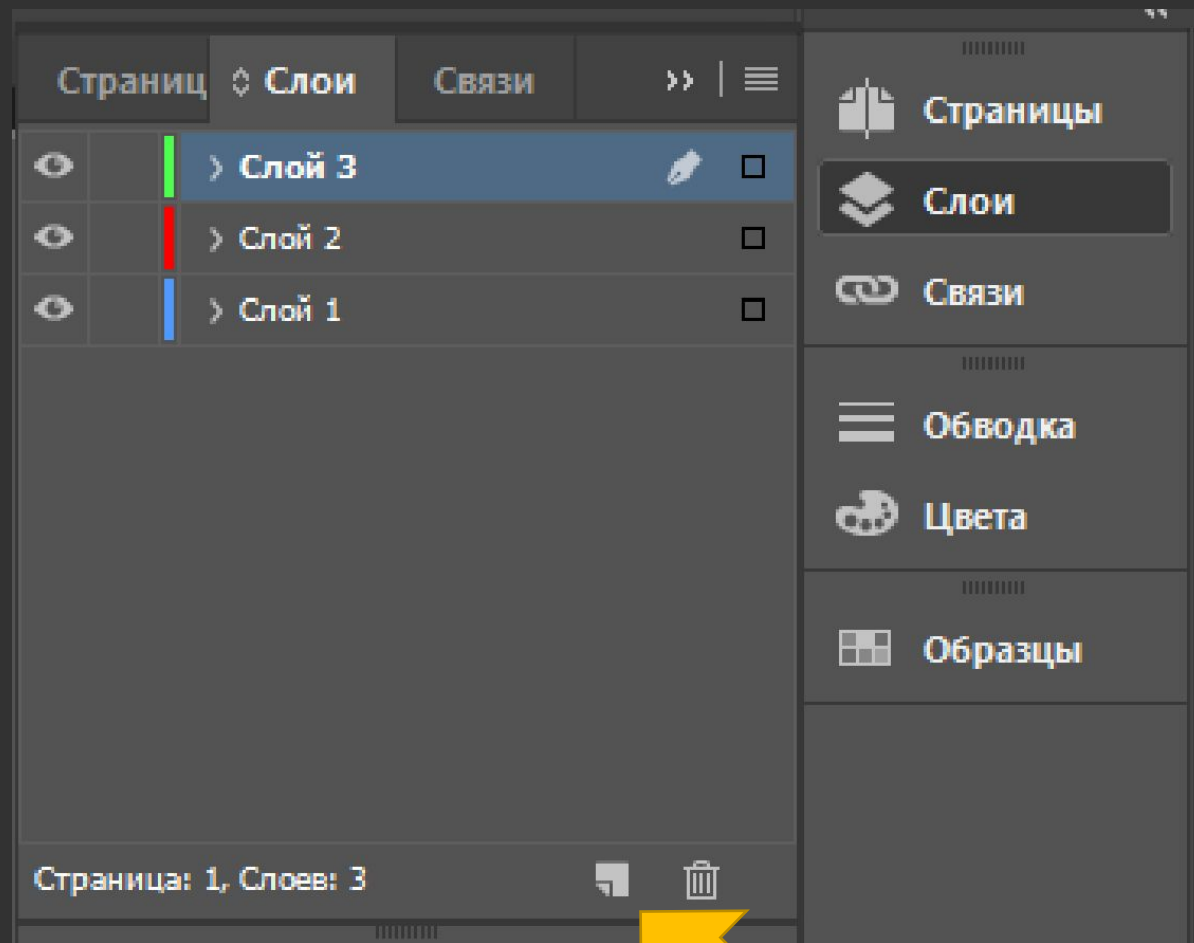 Страниц Слои Связи
Слой 3
Слой 2
Слой 1
Страница: 1, Слоев: 3
Страницы
Слои
Связи
Обводка
Цвета
Образцы